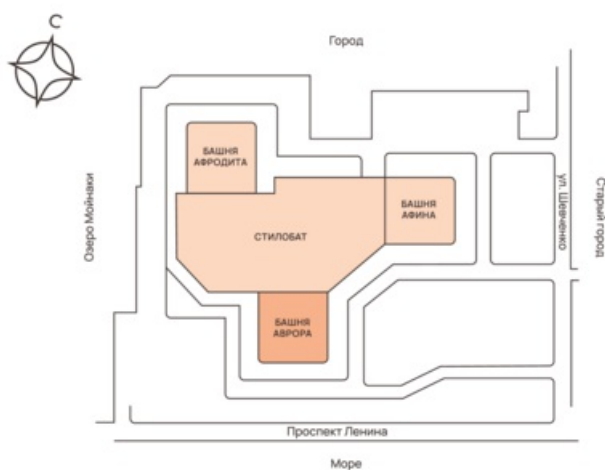 С
Город
БАШНЯ
АФРОДИТА
Озеро Мойнаки
СТИЛОБАТ
БАШНЯ
АФИНА
ул. Шевченко
Старый город
БАШНЯ
АВРОРА
Проспект Ленина
Море